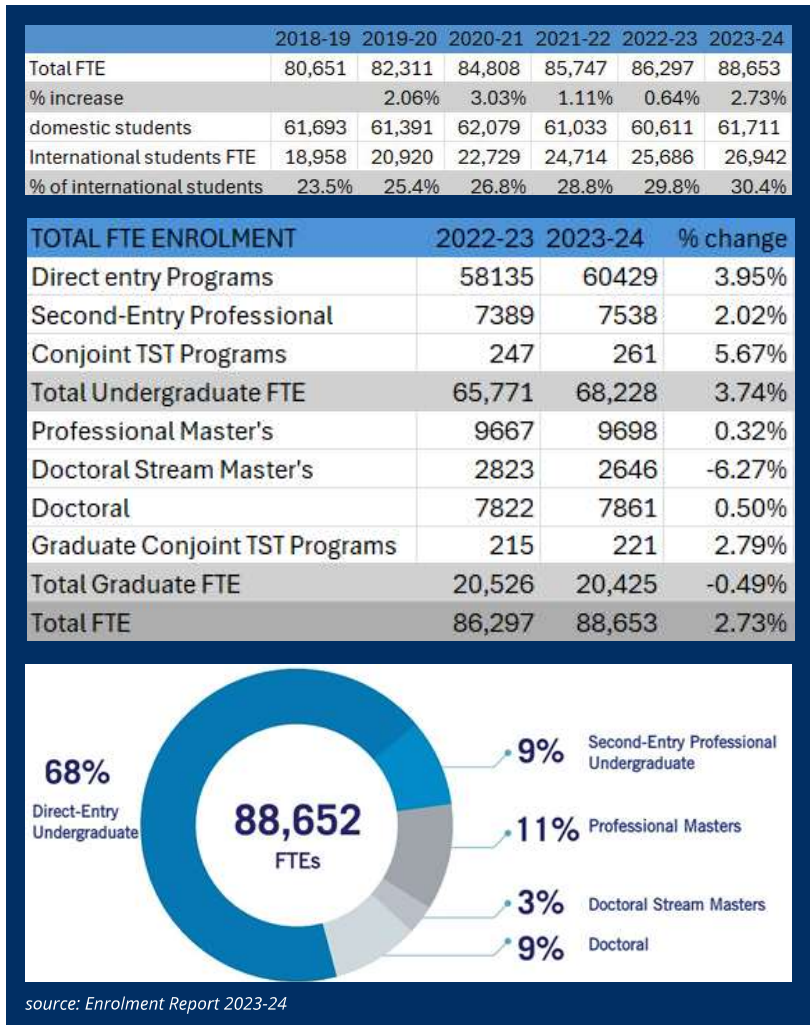 2018-19 2019-20 2020-21 2021-22 2022-23 2023-24
Total FTE 80,651 82,311 84,808 85,747 86,297 88,653
% increase 2.06% 3.03% 1.11% 0.64% 2.73%
domestic students 61,693 61,391 62,079 61,033 60,611 61,711
International students FTE 18,958 20,920 22,729 24,714 25,686 26,942
% of international students 23.5% 25.4% 26.8% 28.8% 29.8% 30.4%
TOTAL FTE ENROLMENT 2022-23 2023-24 % change
Direct entry Programs 58135 60429 3.95%
Second-Entry Professional 7389 7538 2.02%
Conjoint TST Programs 247 261 5.67%
Total Undergraduate FTE 65,771 68,228 3.74%
Professional Master's 9667 9698 0.32%
Doctoral Stream Master's 2823 2646 -6.27%
Doctoral 7822 7861 0.50%
Graduate Conjoint TST Programs 215 221 2.79%
Total Graduate FTE 20,526 20,425 -0.49%
Total FTE 86,297 88,653 2.73%
68%
Direct-Entry
Undergraduate
88,652
FTEs
9% Second-Entry Professional
Undergraduate
11% Professional Masters
3% Doctoral Stream Masters
9% Doctoral
source: Enrolment Report 2023-24